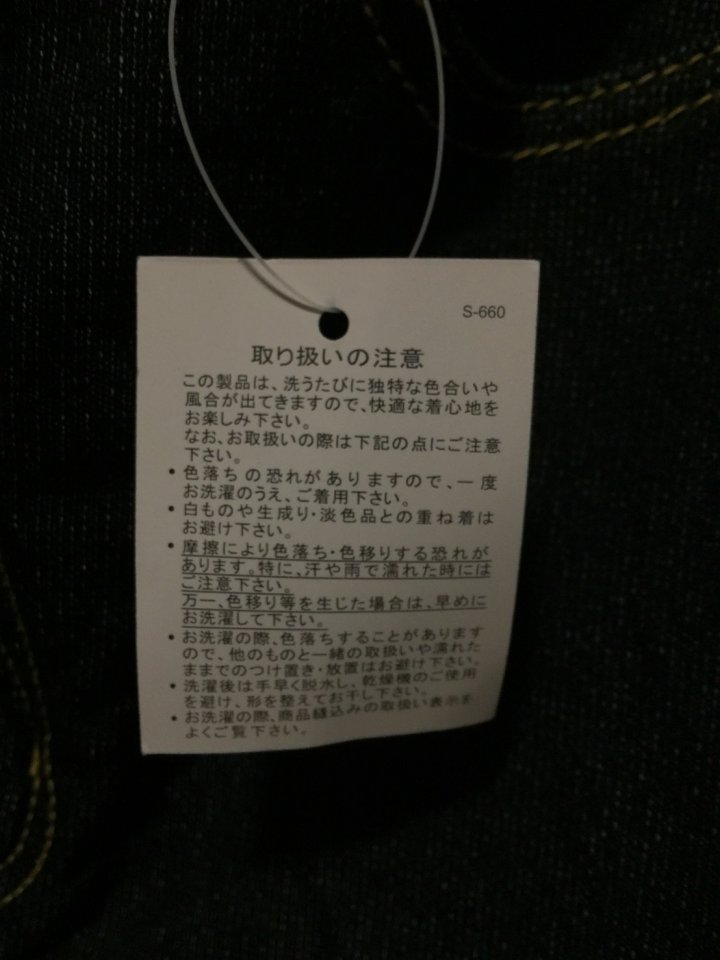 S-660
取り扱いの注意
この製品は、洗うたびに独特な色合いや
風合が出てきますので、快適な着心地を
お楽しみ下さい。
なお、お取扱いの際は下記の点にご注意
下さい。
・色落ちの恐れがありますので、一度
お洗濯のうえ、ご着用下さい。
・白ものや生成り・淡色品との重ね着は
お避け下さい。
・摩擦により色落ち・色移りする恐れが
あります。特に、汗や雨で濡れた時には
ご注意下さい。
万一、色移り等を生じた場合は、早めに
お洗濯して下さい。
・お洗濯の際、色落ちすることがあります
ので、他のものと一緒の取扱いや濡れた
ままでのつけ置き・放置はお避け下さい。
・洗濯後は手早く脱水し、乾燥機のご使用
を避け、形を整えてお干し下さい。
・お洗濯の際、商品縫込みの取扱い表示を
よくご覧下さい。